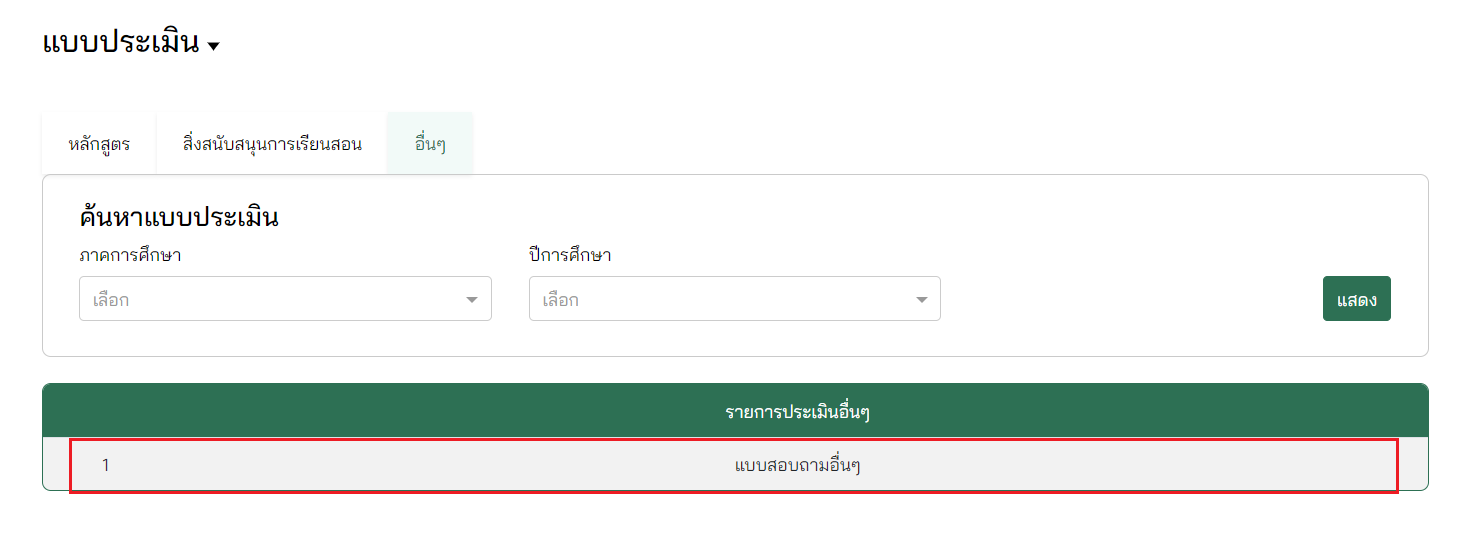 แบบประเมิน
หลักสูตร สิ่งสนับสนุนการเรียนสอน อื่นๆ
ค้นหาแบบประเมิน
ภาคการศึกษา ปีการศึกษา
เลือก เลือก แสดง
รายการประเมินอื่นๆ
1 แบบสอบถามอื่นๆ